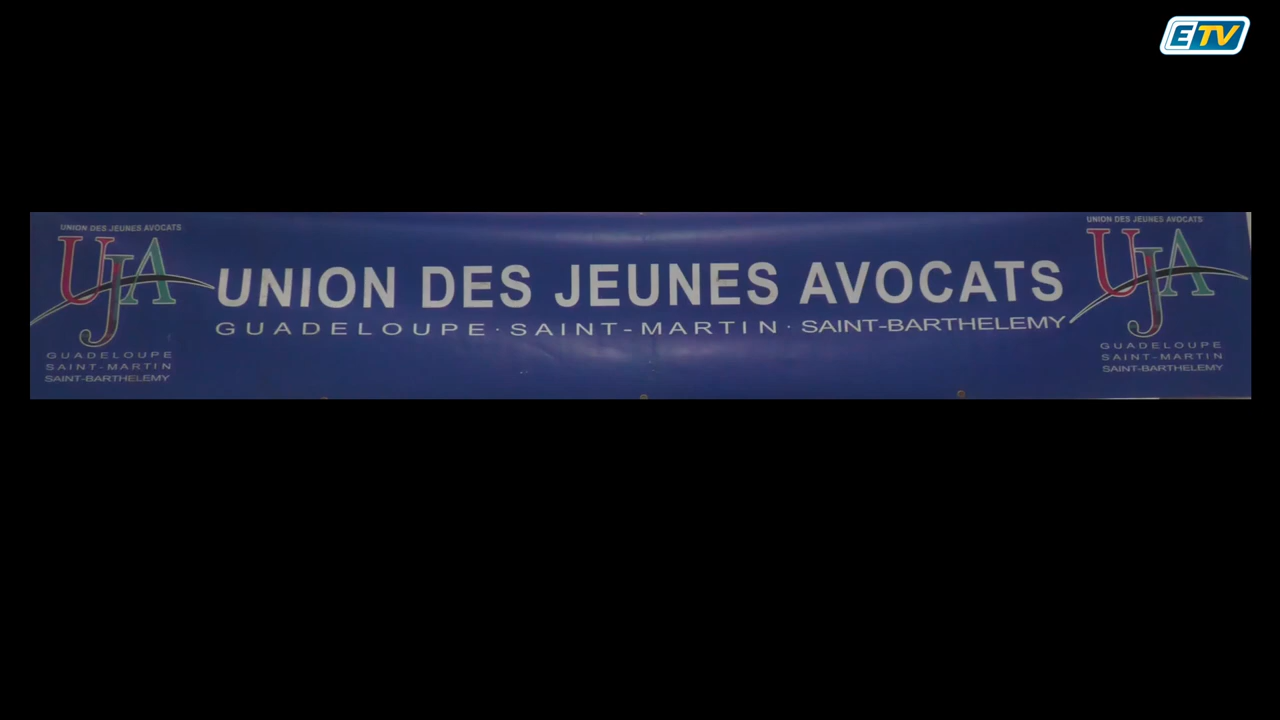 ETV
UNION DES JEUNES AVOCATS
UJA
GUADELOUPE
SAINT-MARTIN
SAINT-BARTHELEMY
UNION DES JEUNES AVOCATS
GUADELOUPE · SAINT-MARTIN · SAINT-BARTHELEMY
UNION DES JEUNES AVOCATS
UJA
GUADELOUPE
SAINT-MARTIN
SAINT-BARTHELEMY